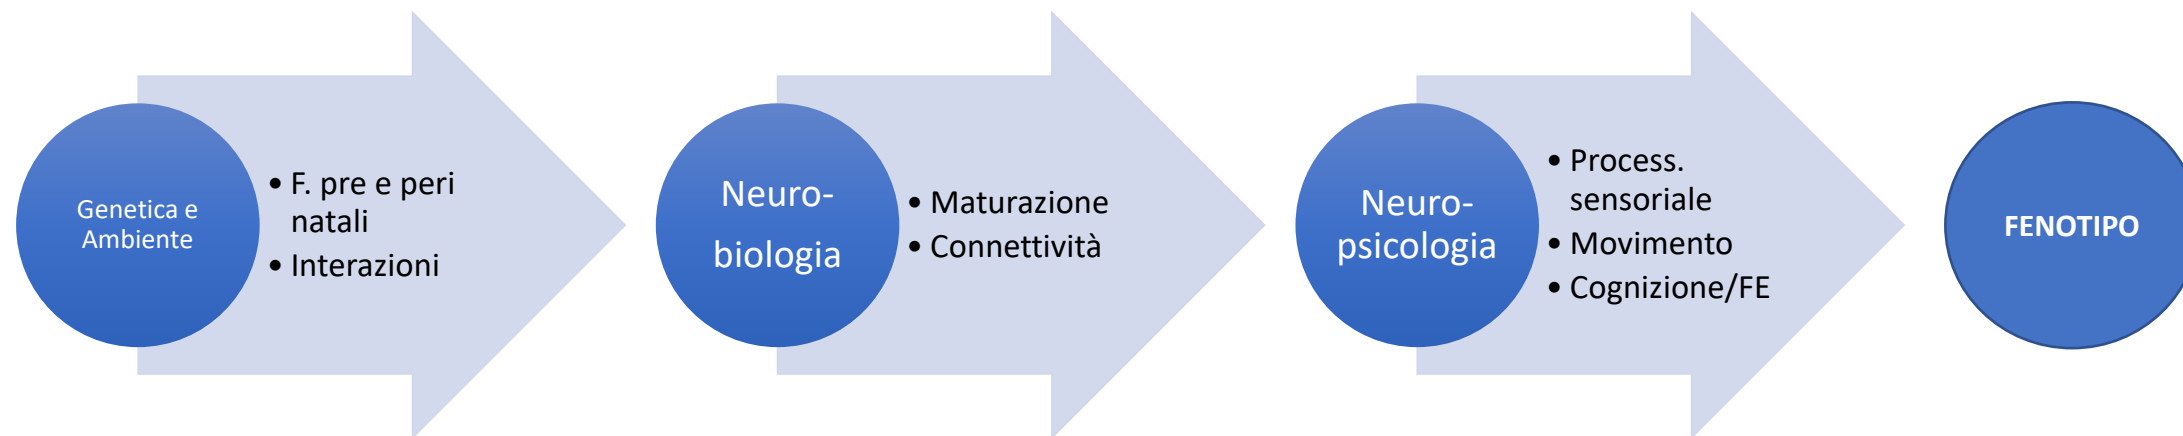 Genetica e
Ambiente
• F. pre e peri
natali
• Interazioni
Neuro-
biologia
• Maturazione
• Connettività
Neuro-
psicologia
• Process.
sensoriale
• Movimento
• Cognizione/FE
FENOTIPO